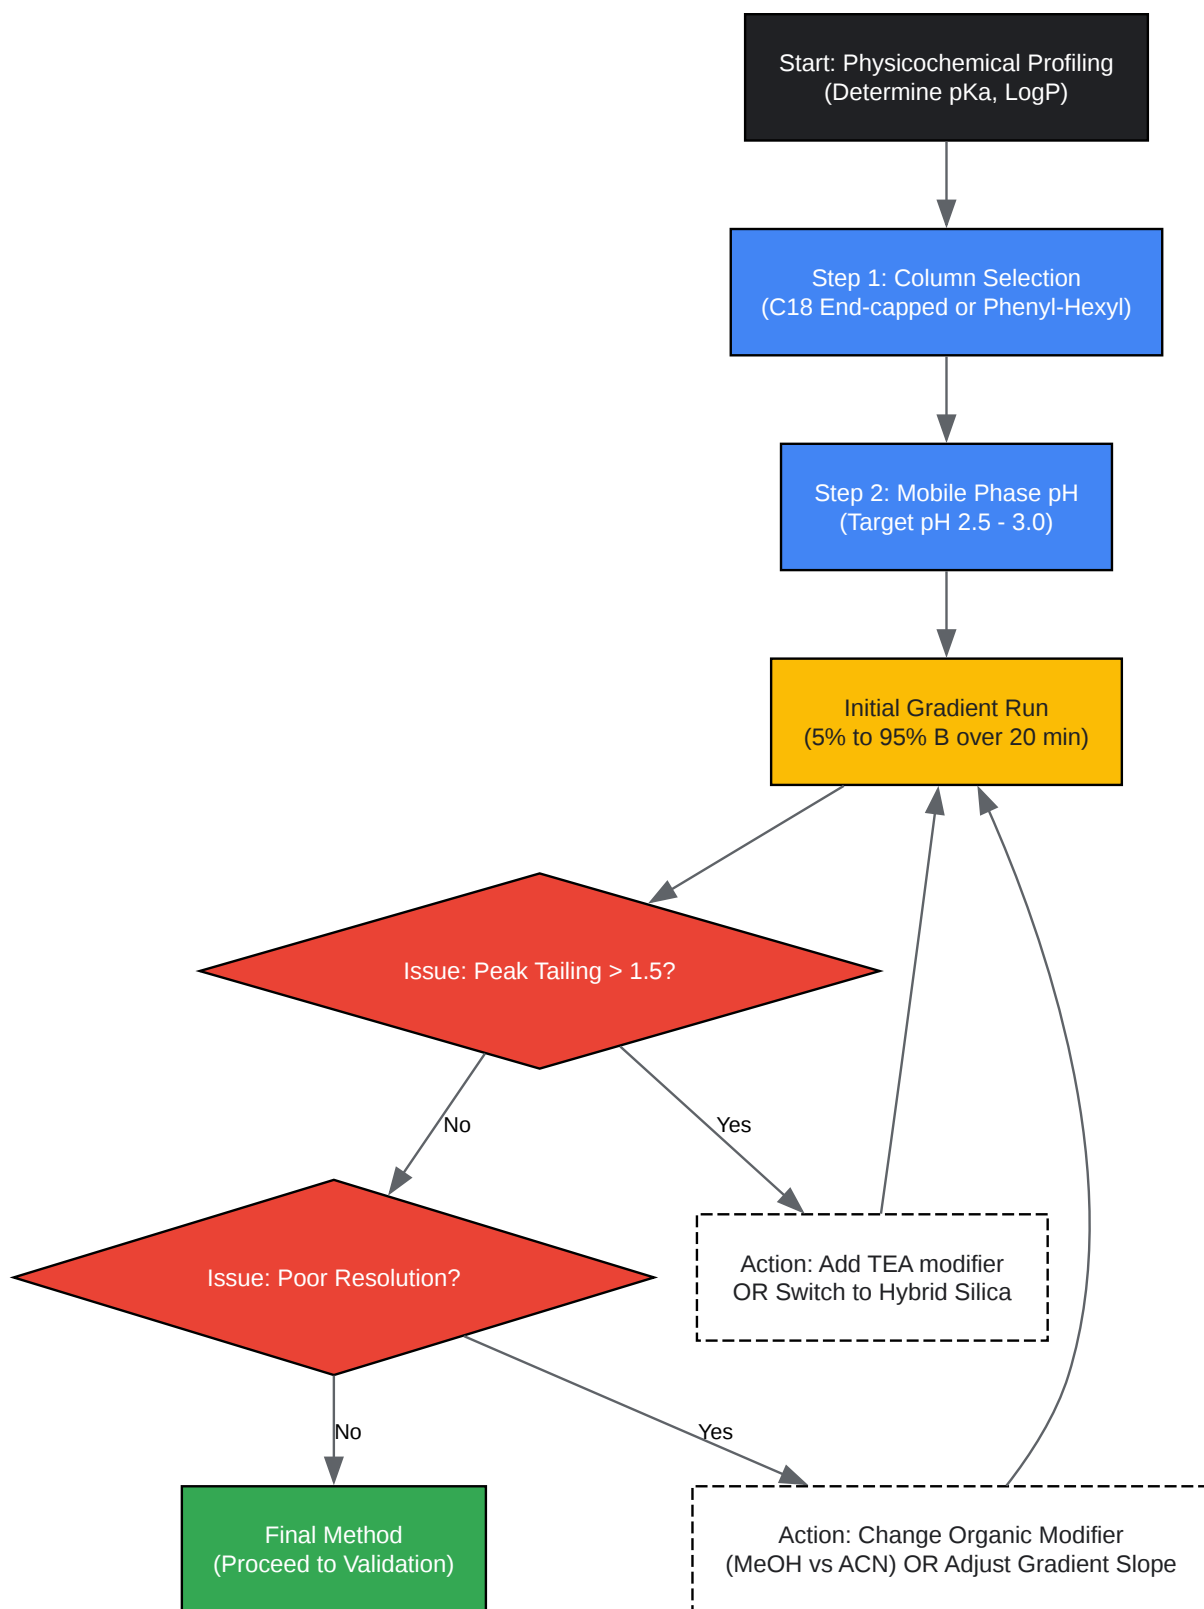 Start: Physicochemical Profiling
(Determine pKa, LogP)
Step 1: Column Selection
(C18 End-capped or Phenyl-Hexyl)
Step 2: Mobile Phase pH
(Target pH 2.5 - 3.0)
Initial Gradient Run
(5% to 95% B over 20 min)
Issue: Peak Tailing > 1.5?
No
Yes
Action: Add TEA modifier
OR Switch to Hybrid Silica
Issue: Poor Resolution?
No
Yes
Final Method
(Proceed to Validation)
Action: Change Organic Modifier
(MeOH vs ACN) OR Adjust Gradient Slope